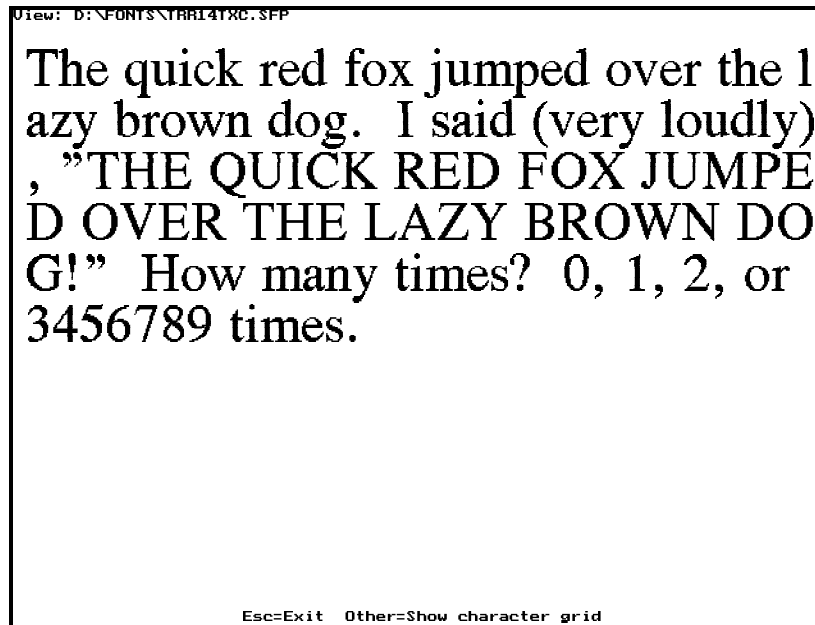 View: D:\FONTS\TRR14TXC.SFP
The quick red fox jumped over the l
azy brown dog.  I said (very loudly)
, ”THE QUICK RED FOX JUMPE
D OVER THE LAZY BROWN DO
G!”  How many times?  0, 1, 2, or
3456789 times.
Esc=Exit  Other=Show character grid